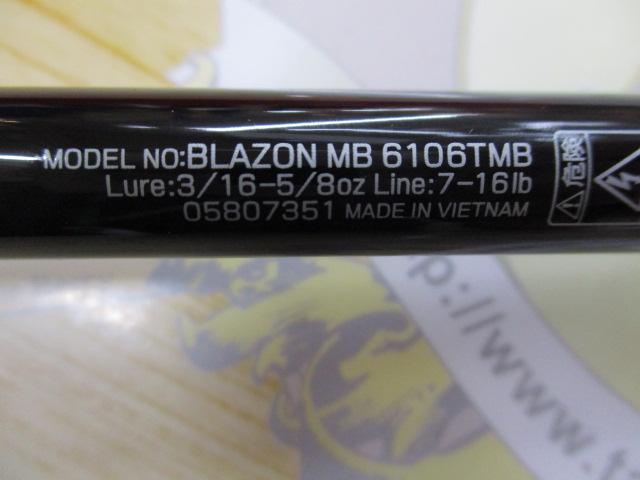 MODEL NO:BLAZON MB 6106TMB
Lure:3/16-5/8oz Line:7-16lb
05807351 MADE IN VIETNAM
⚠危険
tp://www.